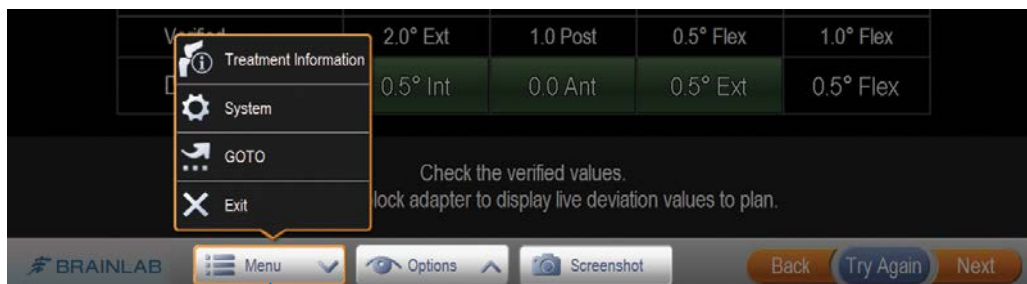 2.0° Ext 1.0 Post 0.5° Flex 1.0° Flex
Treatment Information
0.5° Int 0.0 Ant 0.5° Ext 0.5° Flex
System
GOTO
Check the verified values.
Exit
adapter to display live deviation values to plan.
BRAINLAB Menu Options Screenshot Back Try Again Next